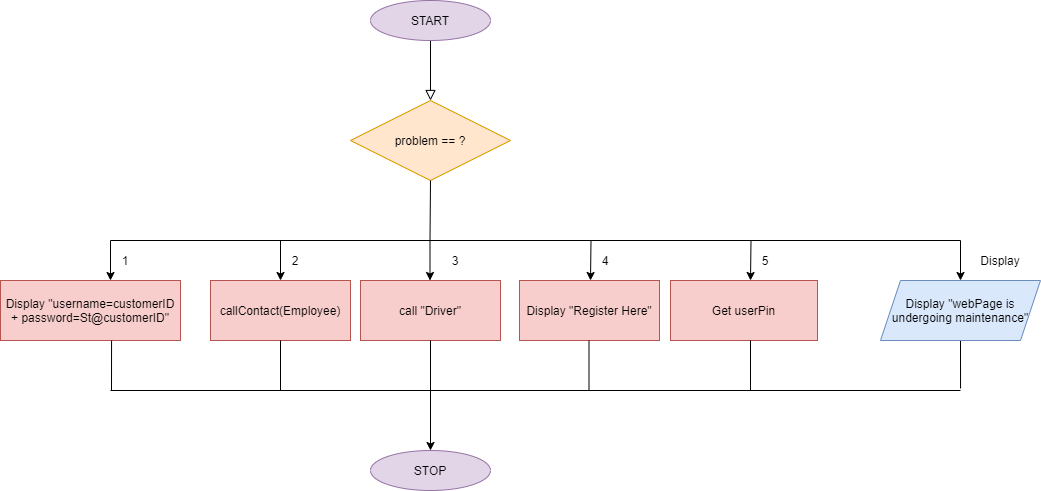 START
problem == ?
1
2
3
4
5
Display
Display "username=customerID
+ password=St@customerID"
callContact(Employee)
call "Driver"
Display "Register Here"
Get userPin
Display "webPage is
undergoing maintenance"
STOP